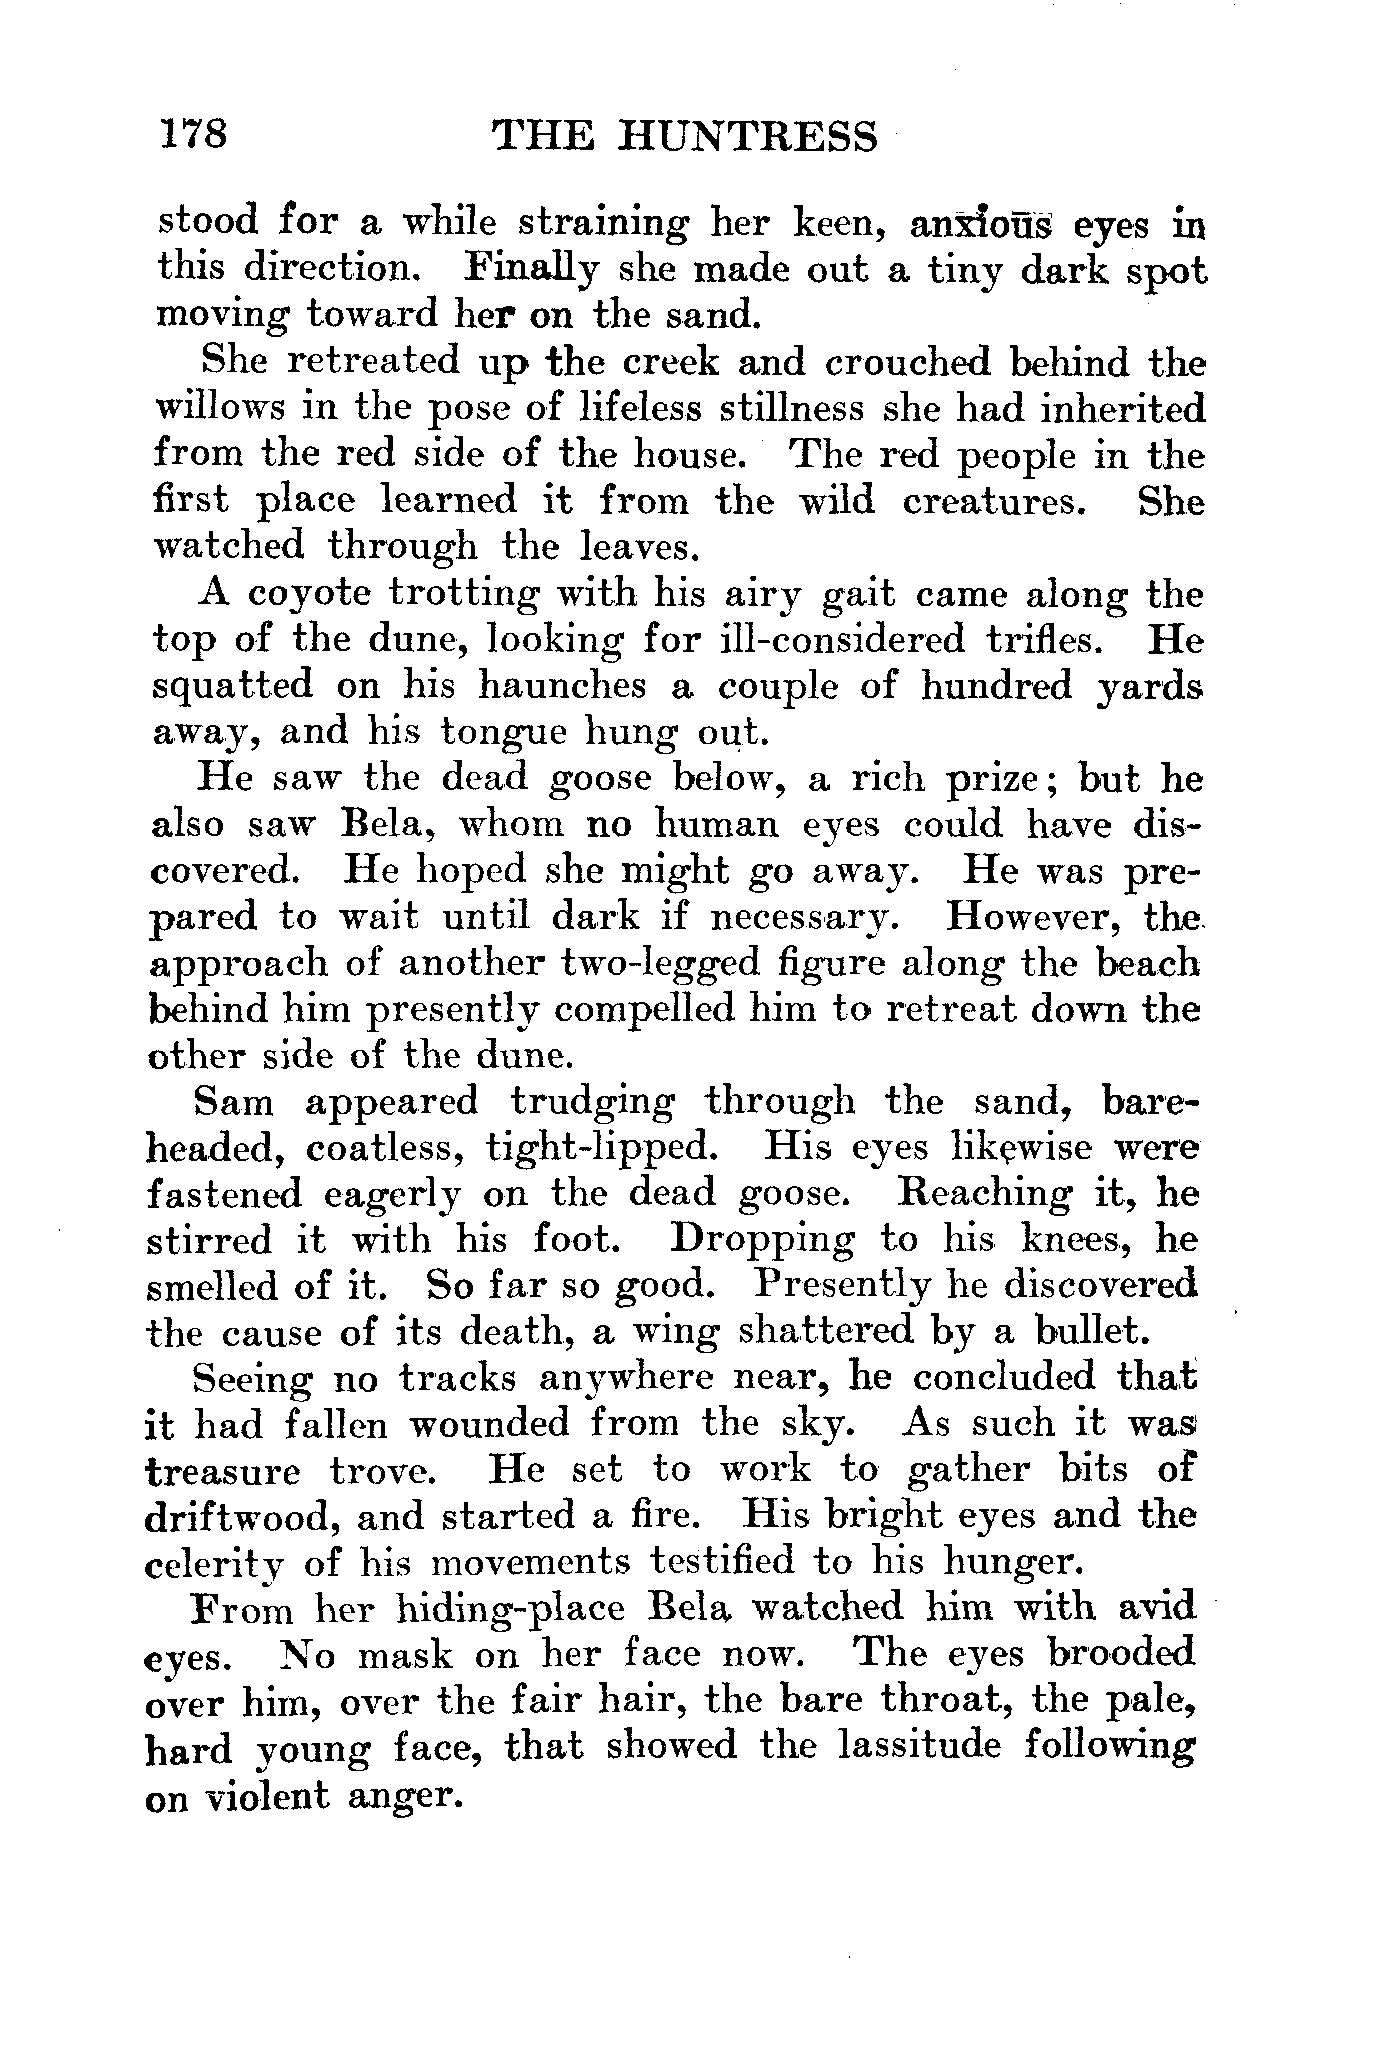 178 THE HUNTRESS
stood for a while straining her keen, anxious eyes in
this direction. Finally she made out a tiny dark spot
moving toward her on the sand.
She retreated up the creek and crouched behind the
willows in the pose of lifeless stillness she had inherited
from the red side of the house. The red people in the
first place learned it from the wild creatures. She
watched through the leaves.
A coyote trotting with his airy gait came along the
top of the dune, looking for ill-considered trifles. He
squatted on his haunches a couple of hundred yards
away, and his tongue hung out.
He saw the dead goose below, a rich prize; but he
also saw Bela, whom no human eyes could have dis-
covered. He hoped she might go away. He was pre-
pared to wait until dark if necessary. However, the
approach of another two-legged figure along the beach
behind him presently compelled him to retreat down the
other side of the dune.
Sam appeared trudging through the sand, bare-
headed, coatless, tight-lipped. His eyes likewise were
fastened eagerly on the dead goose. Reaching it, he
stirred it with his foot. Dropping to his knees, he
smelled of it. So far so good. Presently he discovered
the cause of its death, a wing shattered by a bullet.
Seeing no tracks anywhere near, he concluded that
it had fallen wounded from the sky. As such it was
treasure trove. He set to work to gather bits of
driftwood, and started a fire. His bright eyes and the
celerity of his movements testified to his hunger.
From her hiding-place Bela watched him with avid
eyes. No mask on her face now. The eyes brooded
over him, over the fair hair, the bare throat, the pale,
hard young face, that showed the lassitude following
on violent anger.